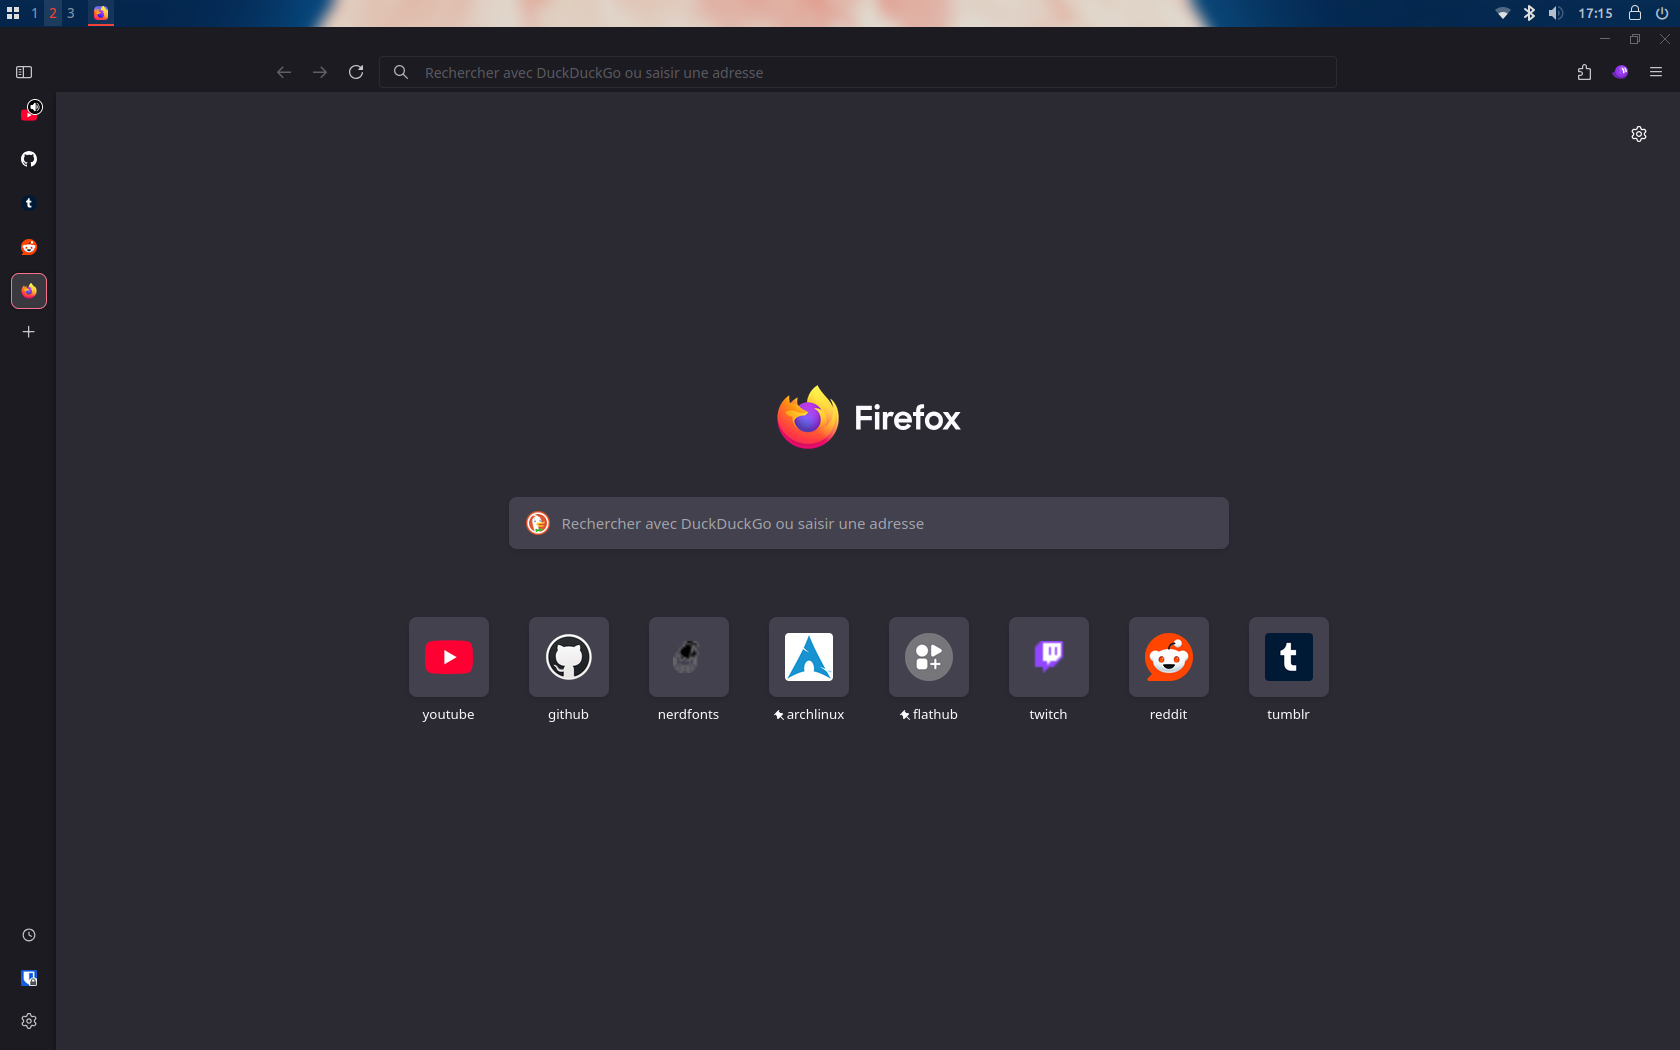 1 2 3
17:15
Rechercher avec DuckDuckGo ou saisir une adresse
Firefox
Rechercher avec DuckDuckGo ou saisir une adresse
youtube github nerdfonts archlinux flathub twitch reddit tumblr